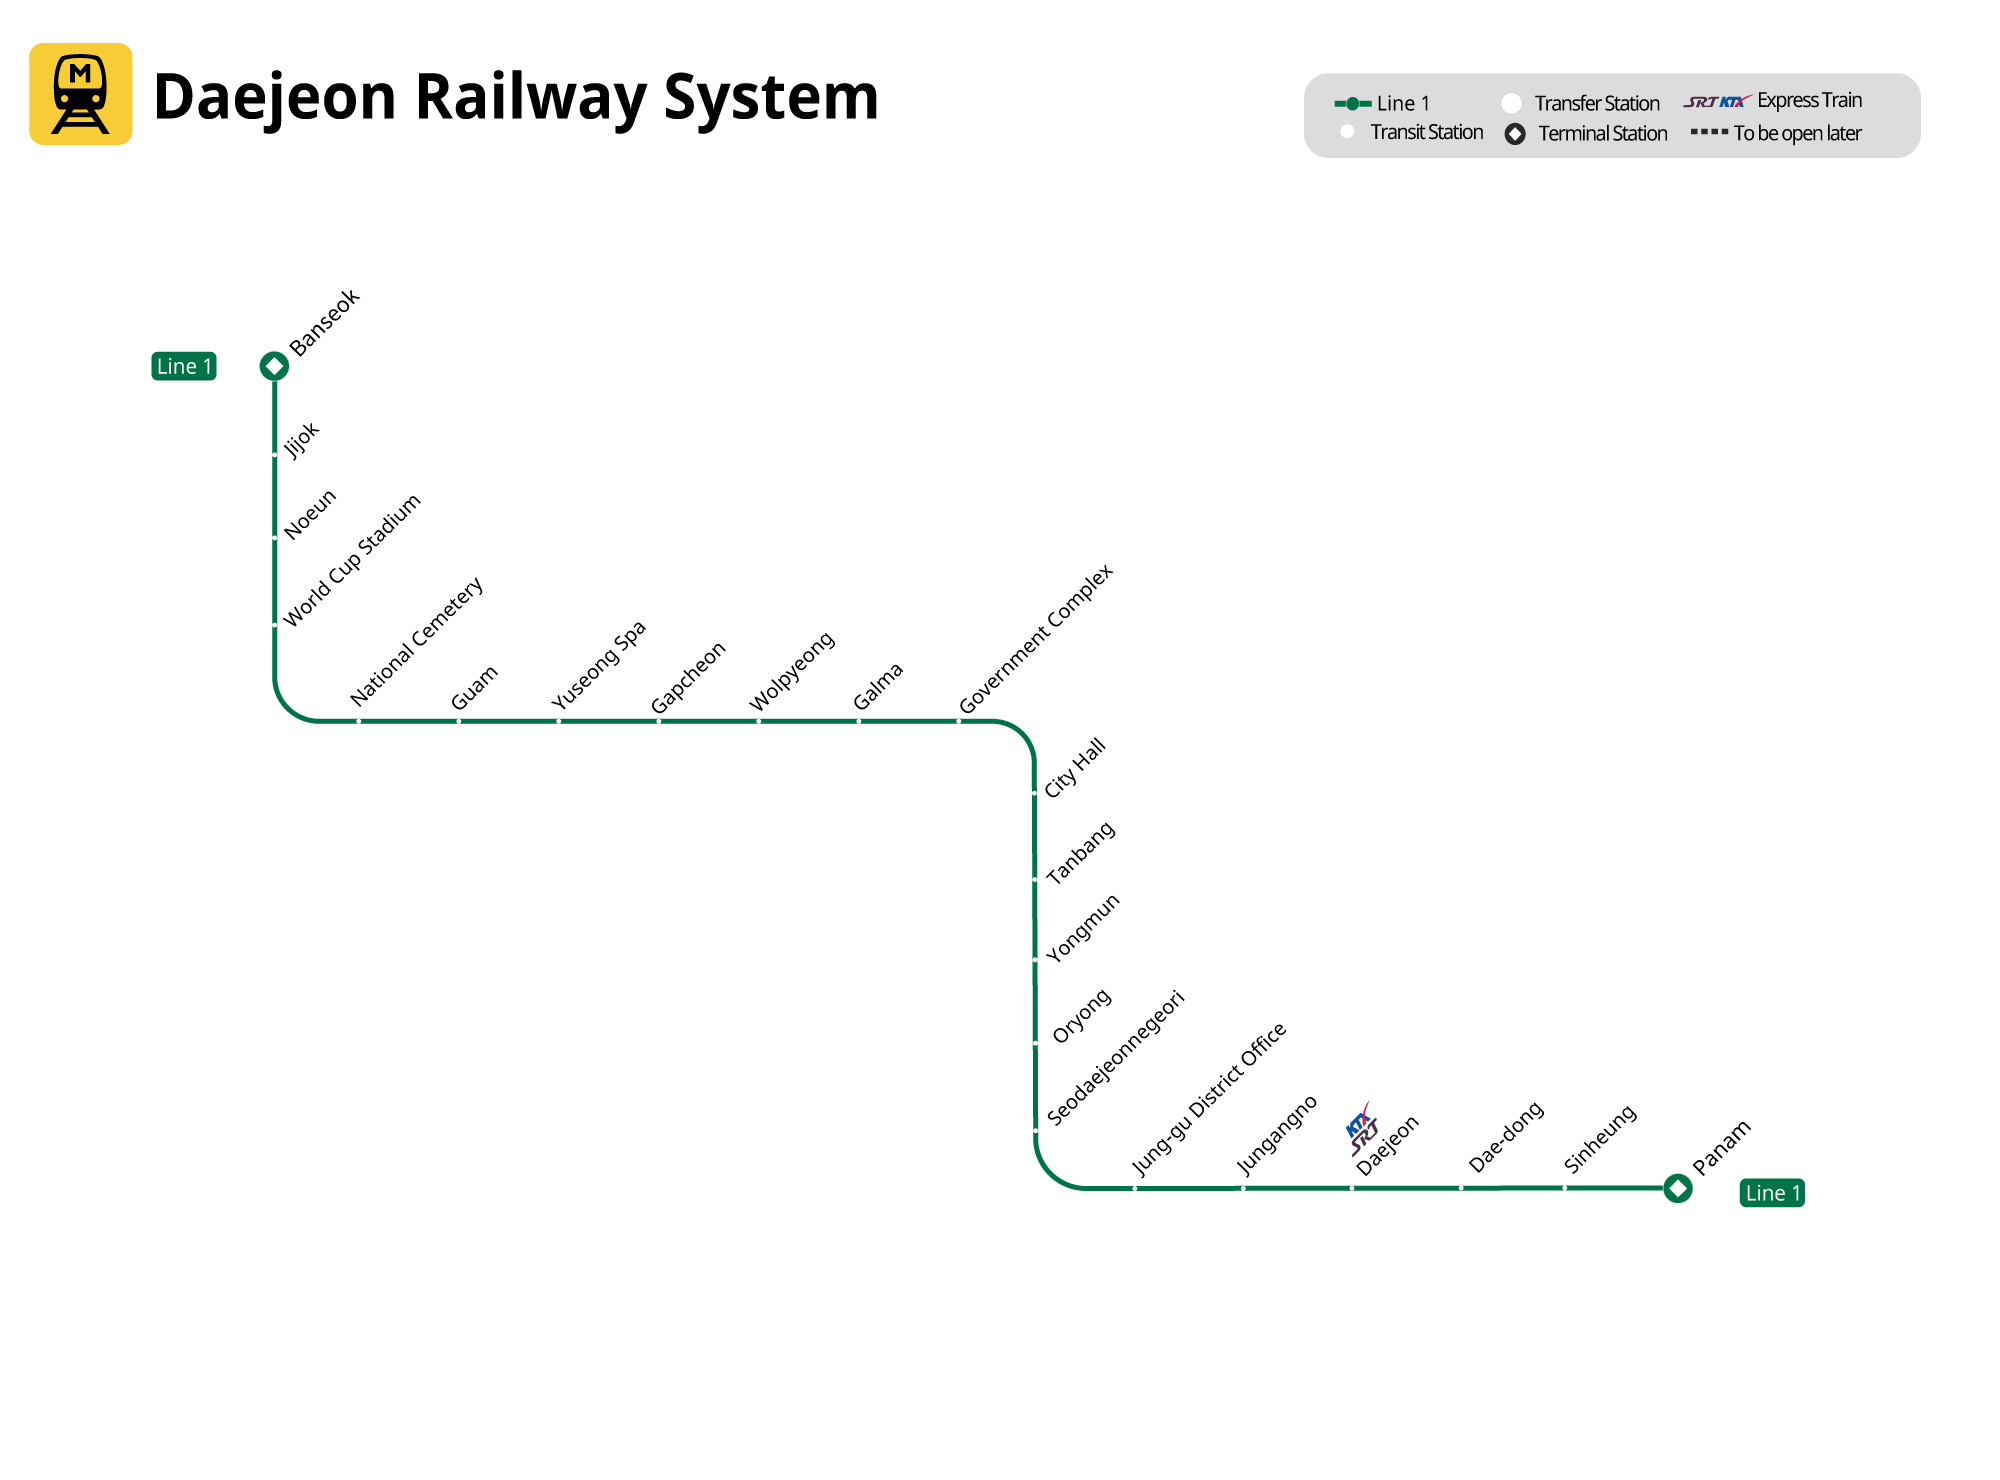 M
Daejeon Railway System
Line 1
Transfer Station
SRT KTX Express Train
Transit Station
Terminal Station
To be open later
Line 1
Banseok
Jijok
Noeun
World Cup Stadium
National Cemetery
Guam
Yuseong Spa
Gapcheon
Wolpyeong
Galma
Government Complex
City Hall
Tanbang
Yongmun
Oryong
Seodaejeonnegeori
Jung-gu District Office
Jungangno
KTX
SRT
Daejeon
Dae-dong
Sinheung
Panam
Line 1